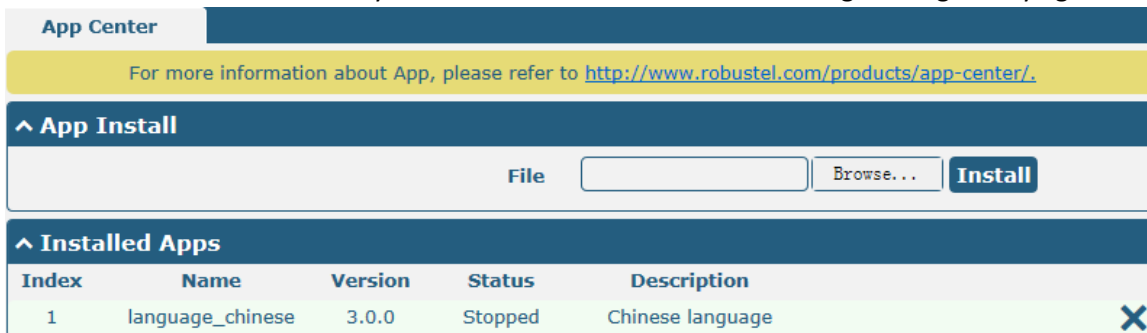 App Center
For more information about App, please refer to http://www.robustel.com/products/app-center/.
App Install
File Browse... Install
Installed Apps
Index Name Version Status Description
1 language_chinese 3.0.0 Stopped Chinese language